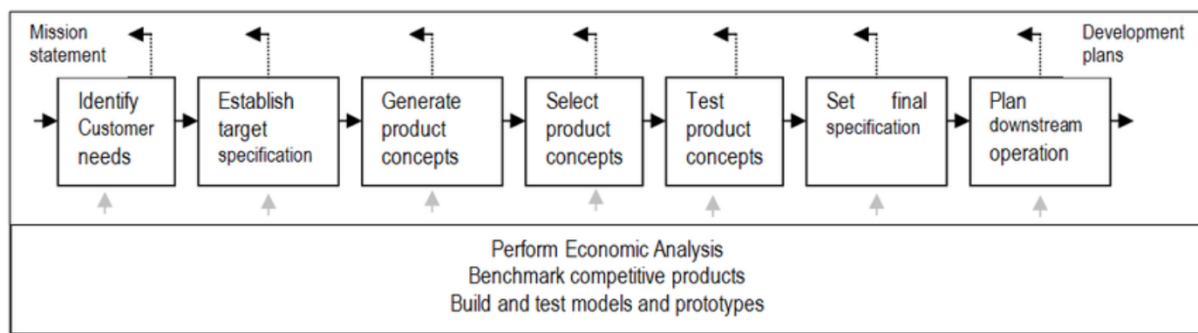 Mission
statement
Development
plans
Identify
Customer
needs
Establish
target
specification
Generate
product
concepts
Select
product
concepts
Test
product
concepts
Set final
specification
Plan
downstream
operation
Perform Economic Analysis
Benchmark competitive products
Build and test models and prototypes